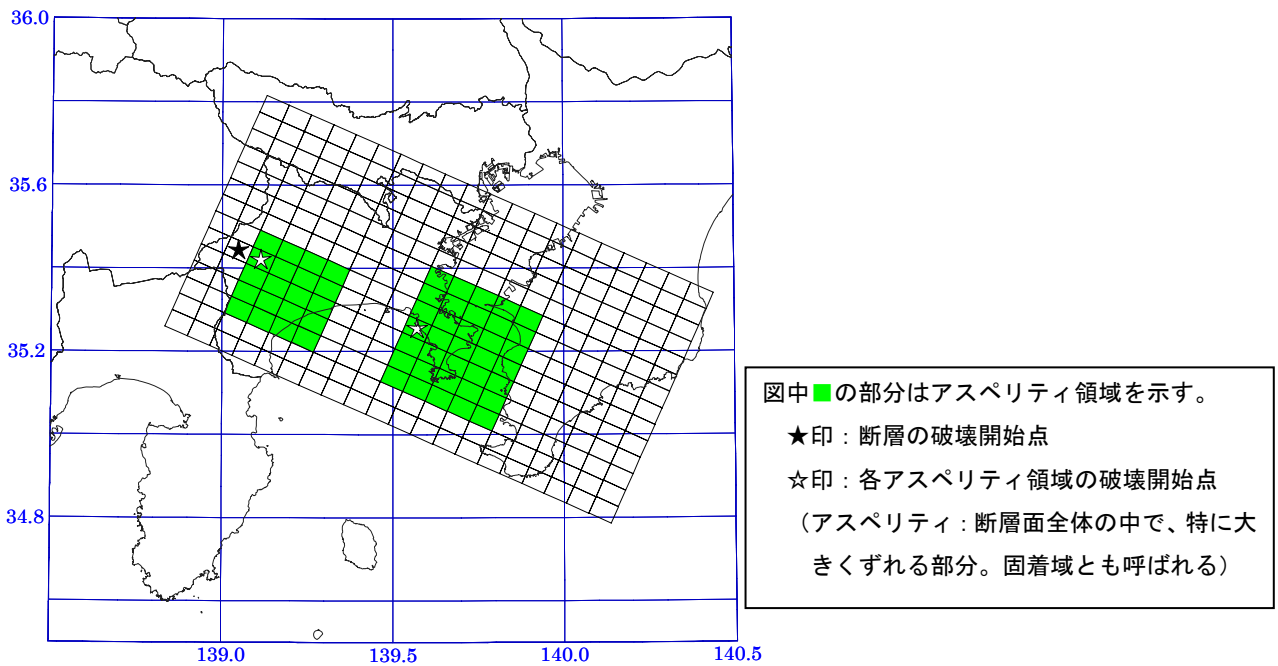 36.0
35.6
35.2
34.8
139.0
139.5
140.0
140.5
図中■の部分はアスペリティ領域を示す。
★印：断層の破壊開始点
☆印：各アスペリティ領域の破壊開始点
（アスペリティ：断層面全体の中で、特に大
きくずれる部分。固着域とも呼ばれる）